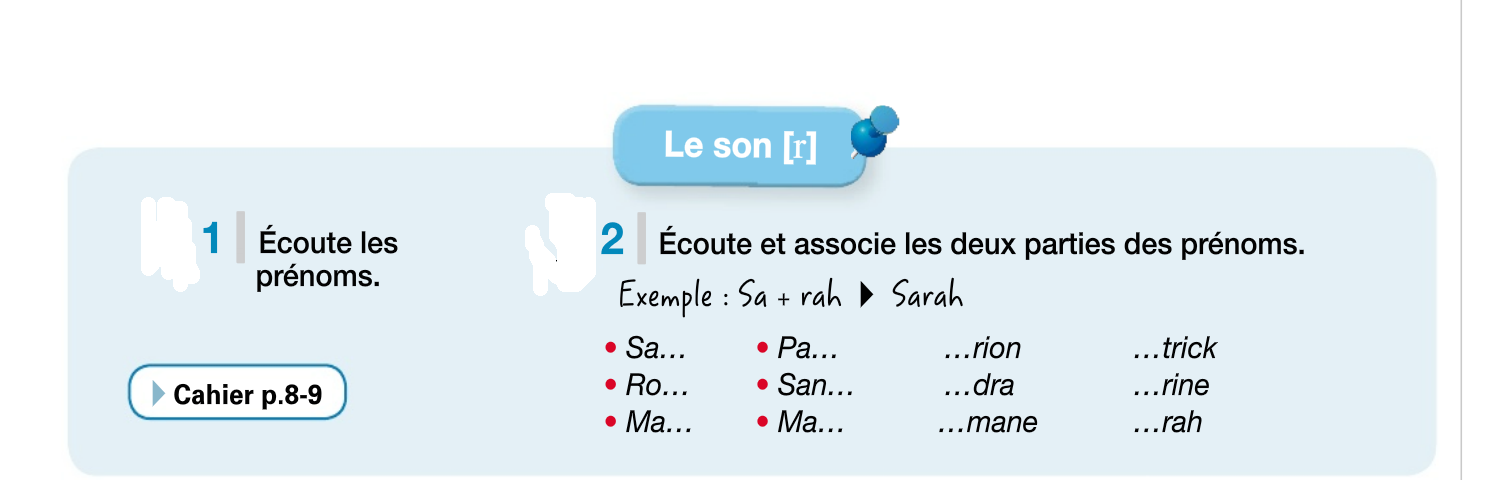 Le son [r]
1 Écoute les
prénoms.
Cahier p.8-9
2 Écoute et associe les deux parties des prénoms.
Exemple : Sa + rah ▶ Sarah
• Sa... • Pa... ...rion ...trick
• Ro... • San... ...dra ...rine
• Ma... • Ma... ...mane ...rah